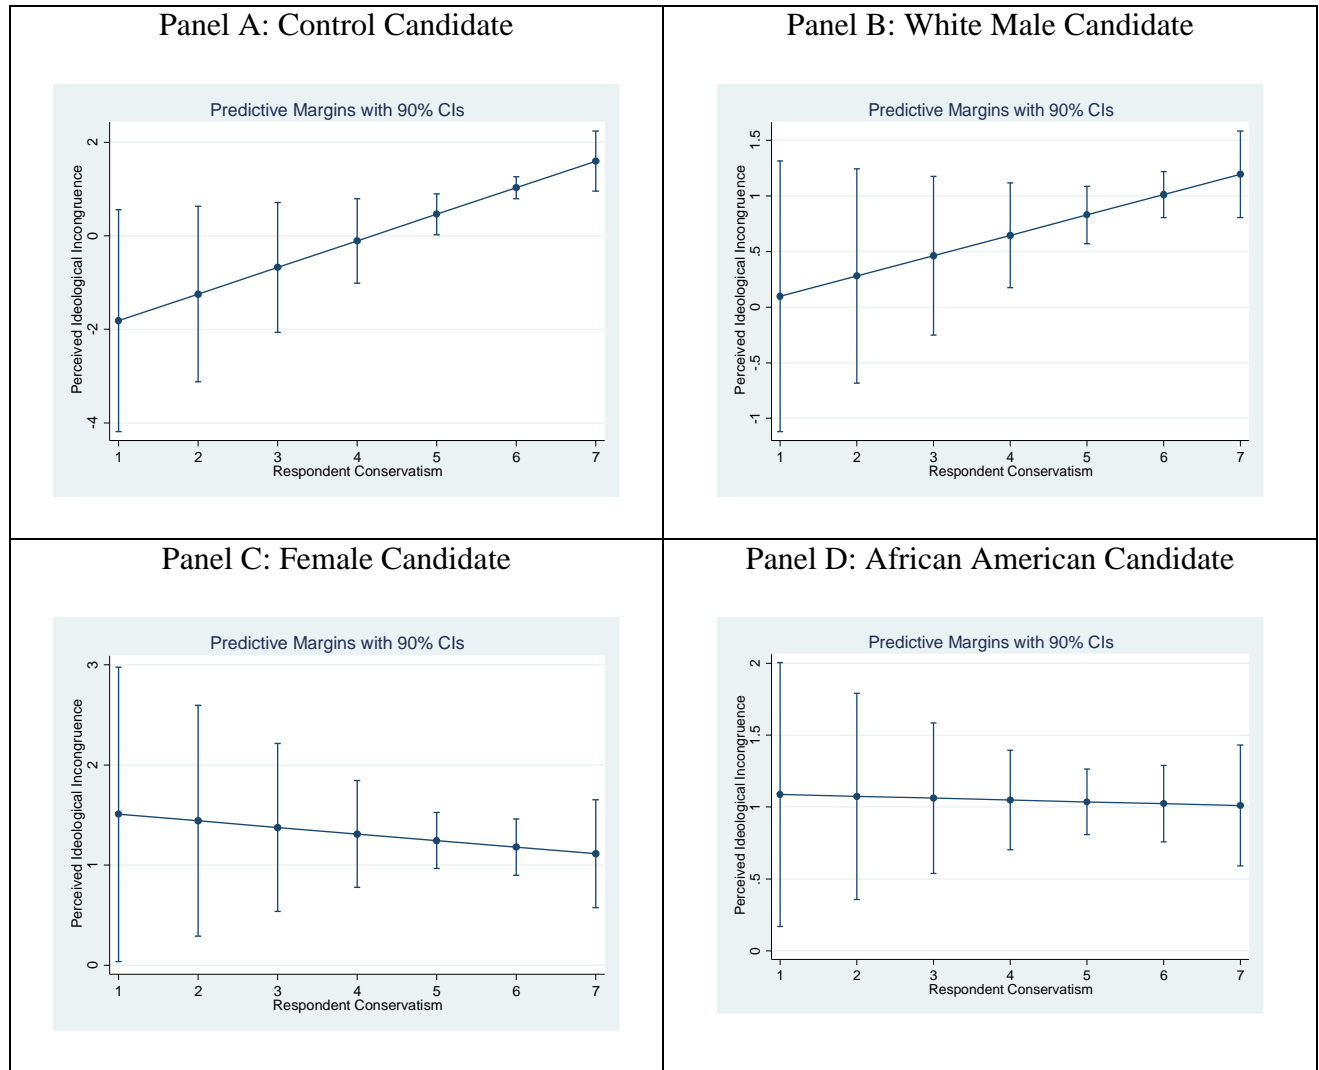 Panel A: Control Candidate
Predictive Margins with 90% CIs
Perceived Ideological Incongruence
2
0
-2
-4
1 2 3 4 5 6 7
Respondent Conservatism
Panel B: White Male Candidate
Predictive Margins with 90% CIs
Perceived Ideological Incongruence
1.5
1
.5
0
-.5
-1
1 2 3 4 5 6 7
Respondent Conservatism
Panel C: Female Candidate
Predictive Margins with 90% CIs
Perceived Ideological Incongruence
3
2
1
0
1 2 3 4 5 6 7
Respondent Conservatism
Panel D: African American Candidate
Predictive Margins with 90% CIs
Perceived Ideological Incongruence
2
1.5
1
.5
0
1 2 3 4 5 6 7
Respondent Conservatism